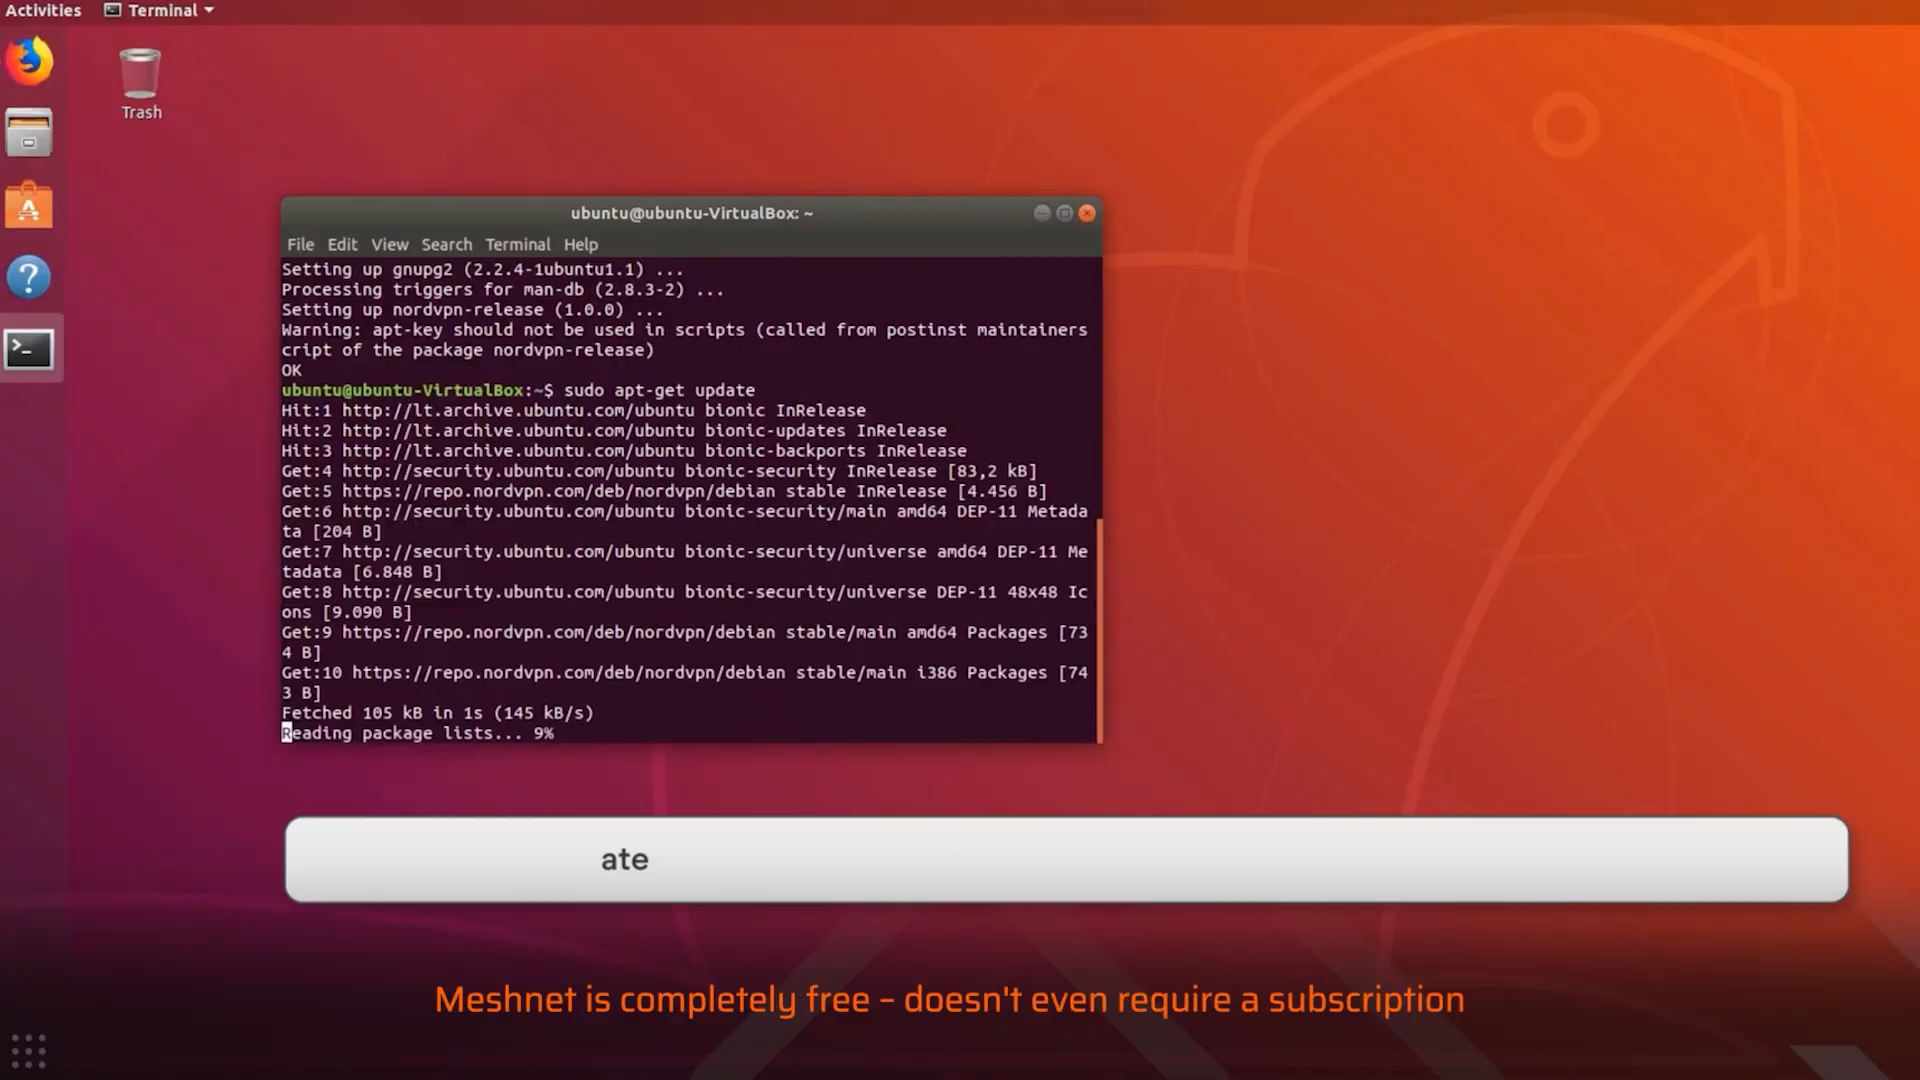 Activities
Terminal
Trash
ubuntu@ubuntu-VirtualBox: ~
File Edit View Search Terminal Help
Setting up gnupg2 (2.2.4-1ubuntu1.1) ...
Processing triggers for man-db (2.8.3-2) ...
Setting up nordvpn-release (1.0.0) ...
Warning: apt-key should not be used in scripts (called from postinst maintainers
cript of the package nordvpn-release)
OK
ubuntu@ubuntu-VirtualBox:~$ sudo apt-get update
Hit:1 http://lt.archive.ubuntu.com/ubuntu bionic InRelease
Hit:2 http://lt.archive.ubuntu.com/ubuntu bionic-updates InRelease
Hit:3 http://lt.archive.ubuntu.com/ubuntu bionic-backports InRelease
Get:4 http://security.ubuntu.com/ubuntu bionic-security InRelease [83,2 kB]
Get:5 https://repo.nordvpn.com/deb/nordvpn/debian stable InRelease [4.456 B]
Get:6 http://security.ubuntu.com/ubuntu bionic-security/main amd64 DEP-11 Metada
ta [204 B]
Get:7 http://security.ubuntu.com/ubuntu bionic-security/universe amd64 DEP-11 Me
tadata [6.848 B]
Get:8 http://security.ubuntu.com/ubuntu bionic-security/universe DEP-11 48x48 Ic
ons [9.090 B]
Get:9 https://repo.nordvpn.com/deb/nordvpn/debian stable/main amd64 Packages [73
4 B]
Get:10 https://repo.nordvpn.com/deb/nordvpn/debian stable/main i386 Packages [74
3 B]
Fetched 105 kB in 1s (145 kB/s)
Reading package lists... 9%
ate
Meshnet is completely free – doesn't even require a subscription